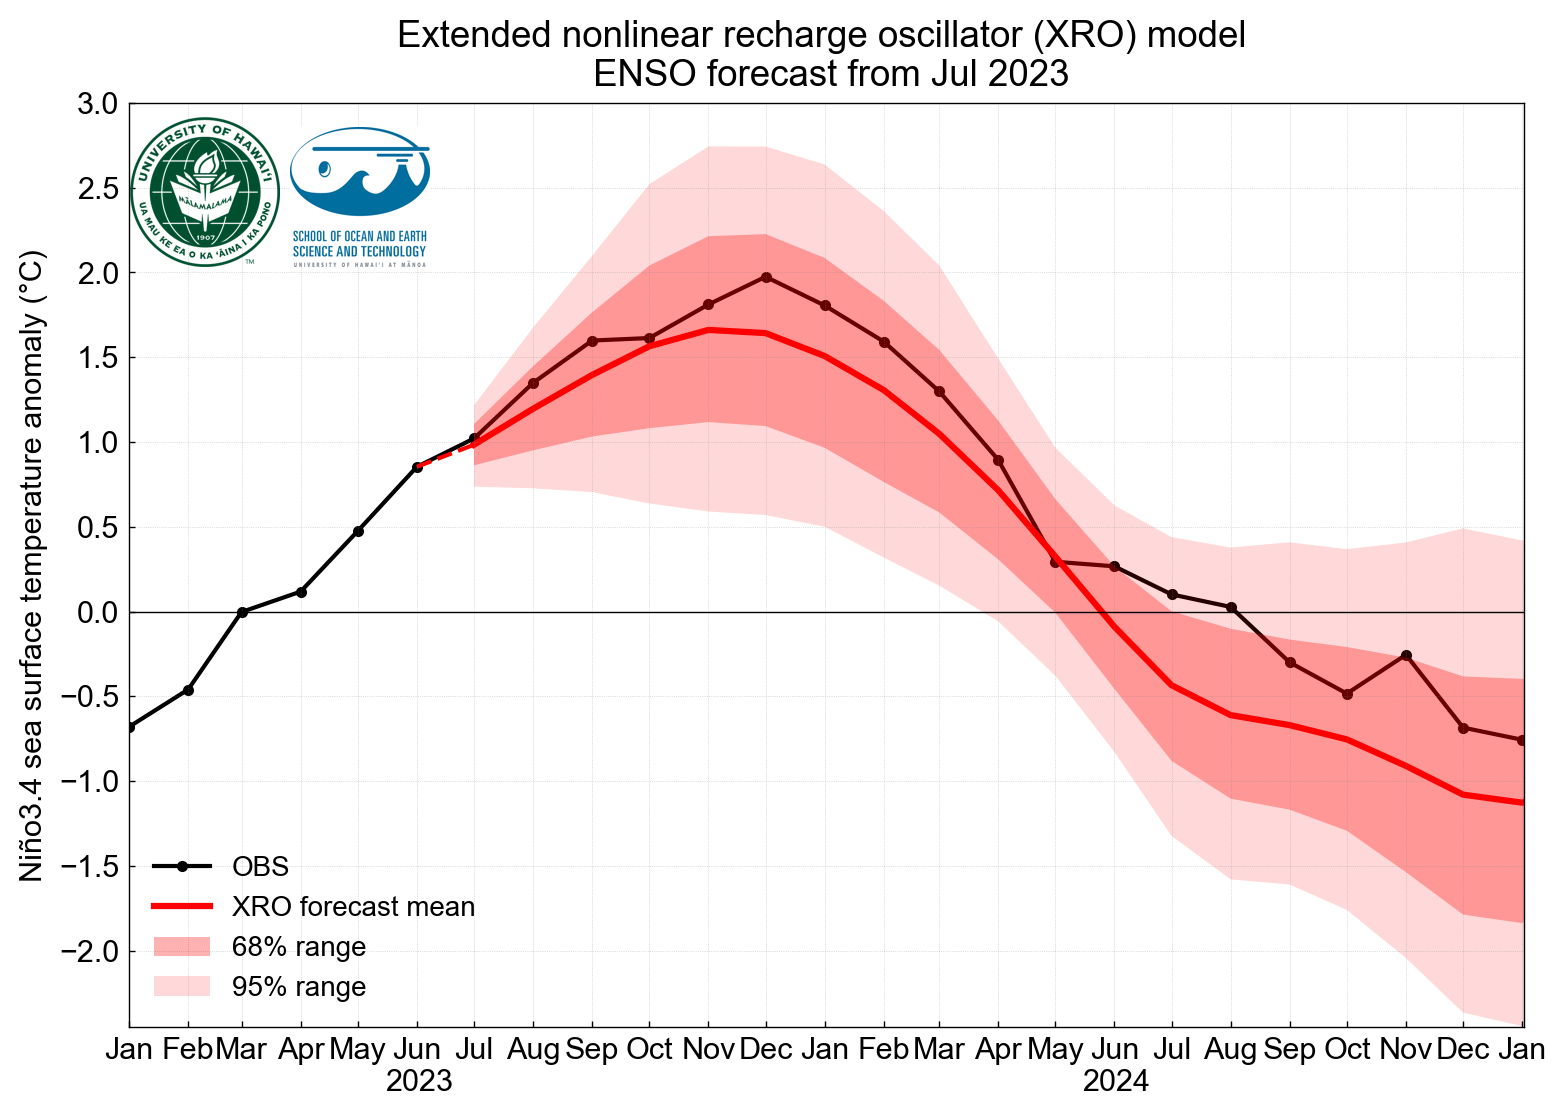 Extended nonlinear recharge oscillator (XRO) model
ENSO forecast from Jul 2023
Niño3.4 sea surface temperature anomaly (°C)
3.0
2.5
2.0
1.5
1.0
0.5
0.0
−0.5
−1.0
−1.5
−2.0
UNIVERSITY OF HAWAIʻI
MĀLAMALAMA
1907
UA MAU KE EA O KA ʻĀINA I KA PONO
TM
SCHOOL OF OCEAN AND EARTH
SCIENCE AND TECHNOLOGY
UNIVERSITY OF HAWAIʻI AT MĀNOA
OBS
XRO forecast mean
68% range
95% range
Jan Feb Mar Apr May Jun Jul Aug Sep Oct Nov Dec Jan Feb Mar Apr May Jun Jul Aug Sep Oct Nov Dec Jan
2023 2024